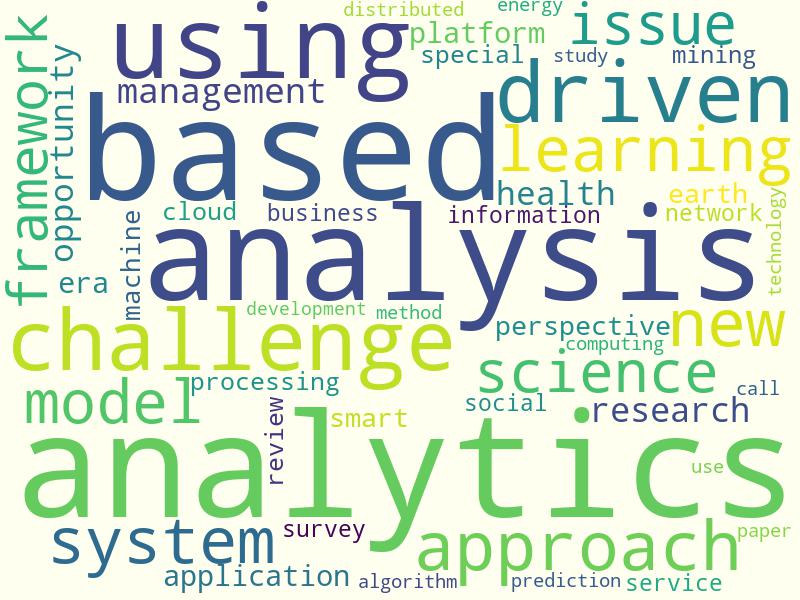 distributed
energy
using
platform
issue
special
study
mining
framework
opportunity
management
driven
based
learning
health
earth
cloud
business
information
network
technology
machine
analysis
era
development
method
perspective
new
challenge
computing
processing
science
call
model
review
smart
social
research
analytics
use
system
survey
approach
paper
application
algorithm
prediction
service